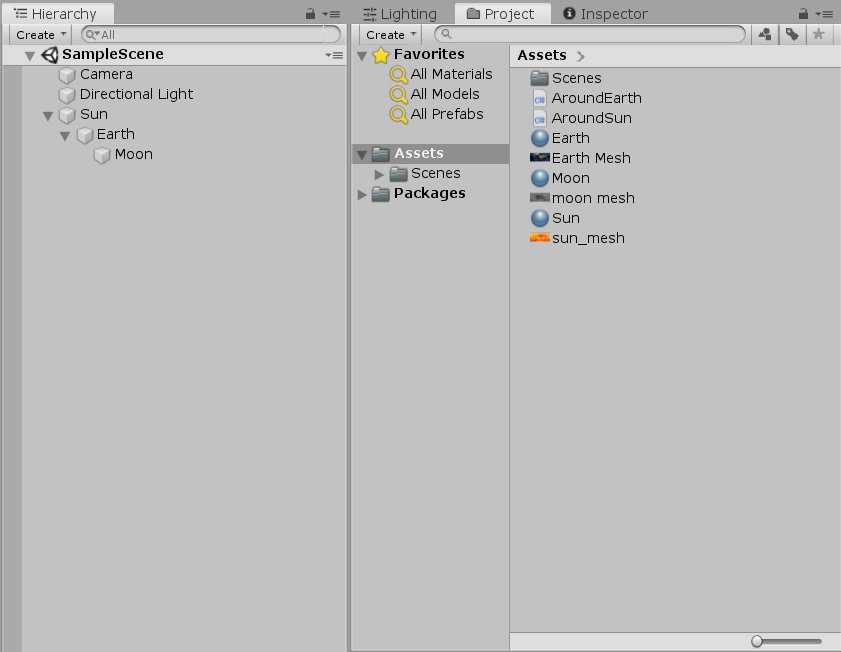 Hierarchy
Create
All
SampleScene
Camera
Directional Light
Sun
Earth
Moon
Lighting
Project
Inspector
Create
Favorites
All Materials
All Models
All Prefabs
Assets
Scenes
Packages
Assets
Scenes
AroundEarth
AroundSun
Earth
Earth Mesh
Moon
moon mesh
Sun
sun_mesh